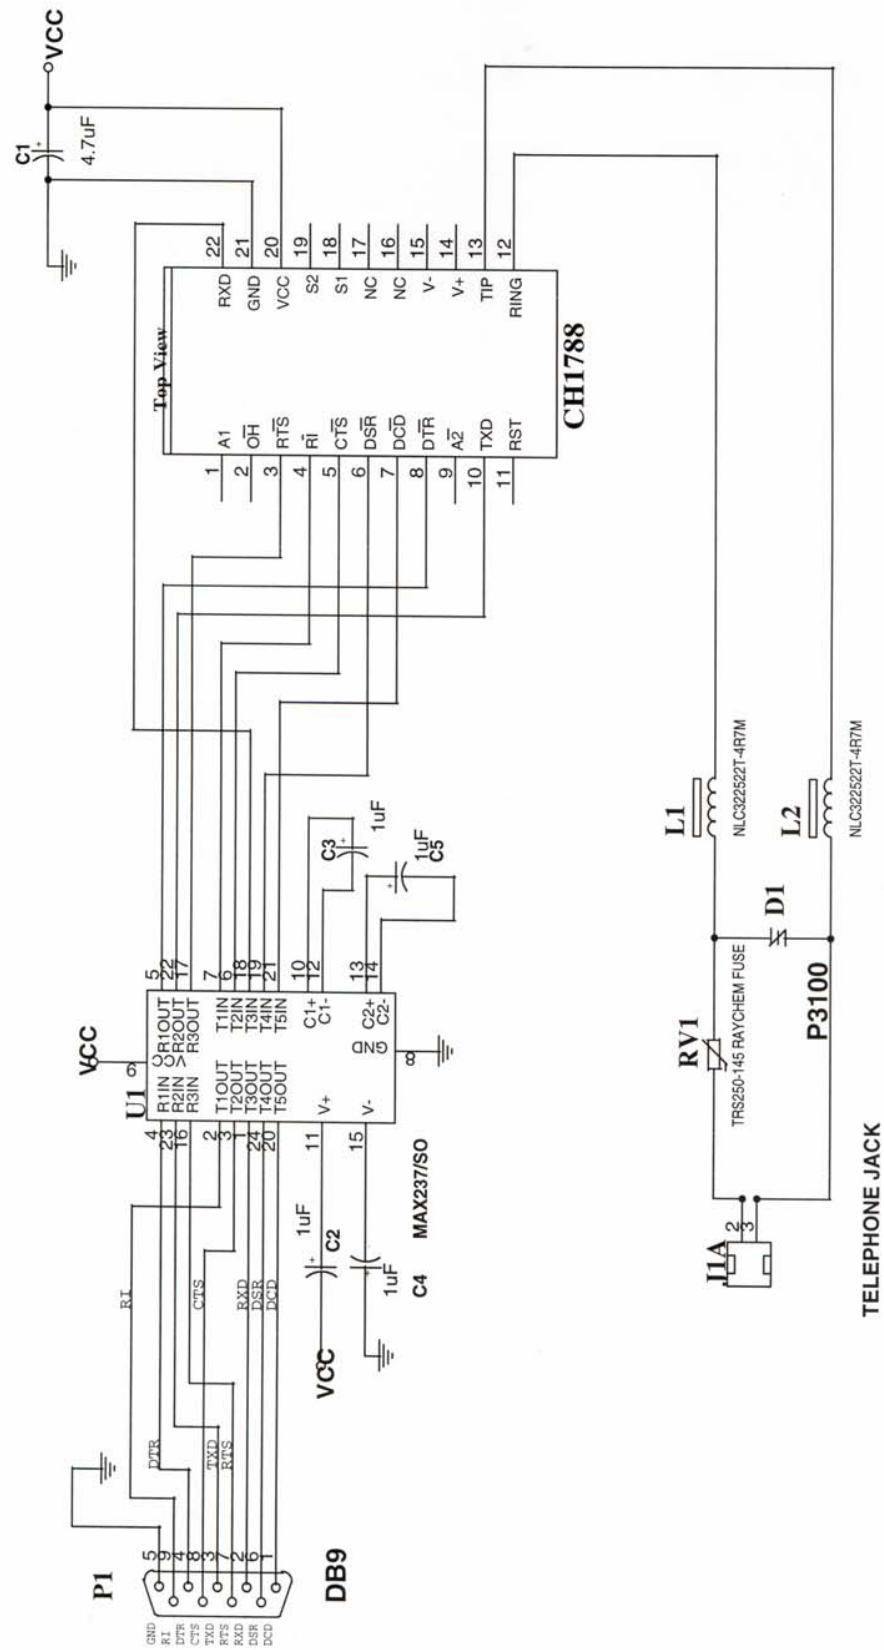 P1
GND
RI
DTR
CTS
TXD
RTS
RXD
DSR
DCD
5
9
4
8
3
7
2
6
1
DB9
RI
DTR
CTS
TXD
RTS
RXD
DSR
DCD
VCC
U1
9
4
23
16
2
3
1
24
20
11
15
R1IN
R2IN
R3IN
T1OUT
T2OUT
T3OUT
T4OUT
T5OUT
V+
V-
VCC
R1OUT
R2OUT
R3OUT
T1IN
T2IN
T3IN
T4IN
T5IN
C1+
C1-
C2+
C2-
GND
8
5
22
17
7
6
18
19
21
10
12
13
14
MAX237/SO
1uF
C2
VCC
1uF
C4
C3
1uF
1uF
C5
VCC
C1
4.7uF
Top View
1
2
3
4
5
6
7
8
9
10
11
A1
OH
RTS
RI
CTS
DSR
DCD
DTR
A2
TXD
RST
RXD
GND
VCC
S2
S1
NC
NC
V-
V+
TIP
RING
22
21
20
19
18
17
16
15
14
13
12
CH1788
J1A
2
3
TELEPHONE JACK
RV1
TRS250-145 RAYCHEM FUSE
P3100
D1
L1
NLC322522T-4R7M
L2
NLC322522T-4R7M